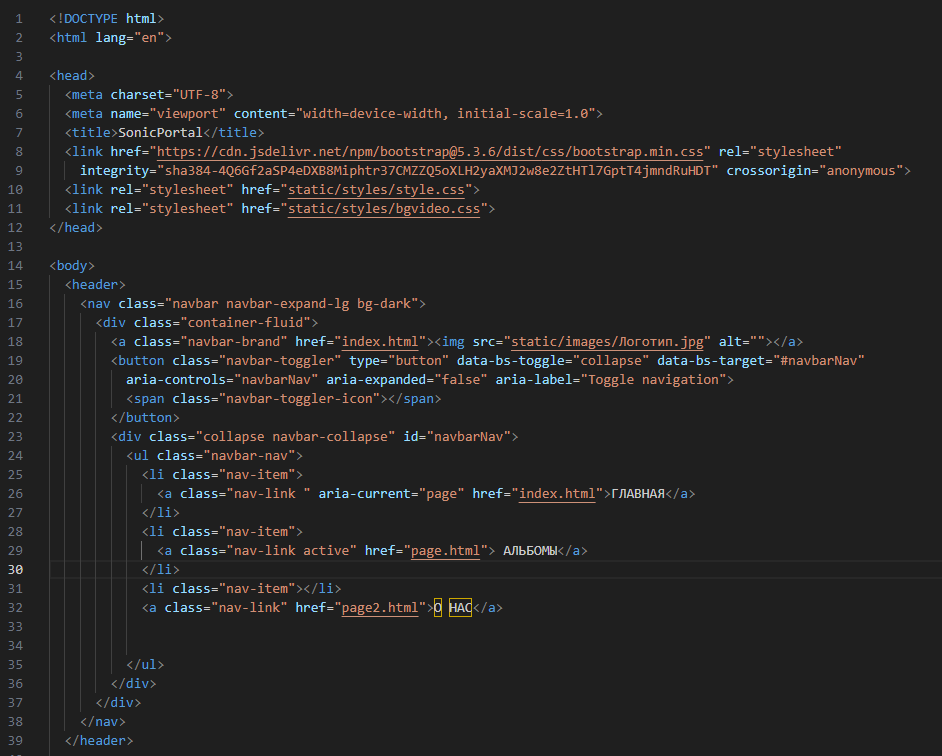 1 <!DOCTYPE html>
2 <html lang="en">
3
4 <head>
5 <meta charset="UTF-8">
6 <meta name="viewport" content="width=device-width, initial-scale=1.0">
7 <title>SonicPortal</title>
8 <link href="https://cdn.jsdelivr.net/npm/bootstrap@5.3.6/dist/css/bootstrap.min.css" rel="stylesheet"
9 integrity="sha384-4Q6Gf2aSP4eDXB8Miphtr37CMZZQ5oXLH2yaXMJ2w8e2ZtHTl7GptT4jmndRuHDT" crossorigin="anonymous">
10 <link rel="stylesheet" href="static/styles/style.css">
11 <link rel="stylesheet" href="static/styles/bgvideo.css">
12 </head>
13
14 <body>
15 <header>
16 <nav class="navbar navbar-expand-lg bg-dark">
17 <div class="container-fluid">
18 <a class="navbar-brand" href="index.html"><img src="static/images/Логотип.jpg" alt=""></a>
19 <button class="navbar-toggler" type="button" data-bs-toggle="collapse" data-bs-target="#navbarNav"
20 aria-controls="navbarNav" aria-expanded="false" aria-label="Toggle navigation">
21 <span class="navbar-toggler-icon"></span>
22 </button>
23 <div class="collapse navbar-collapse" id="navbarNav">
24 <ul class="navbar-nav">
25 <li class="nav-item">
26 <a class="nav-link " aria-current="page" href="index.html">ГЛАВНАЯ</a>
27 </li>
28 <li class="nav-item">
29 <a class="nav-link active" href="page.html"> АЛЬБОМЫ</a>
30 </li>
31 <li class="nav-item"></li>
32 <a class="nav-link" href="page2.html">О НАС</a>
33
34
35 </ul>
36 </div>
37 </div>
38 </nav>
39 </header>